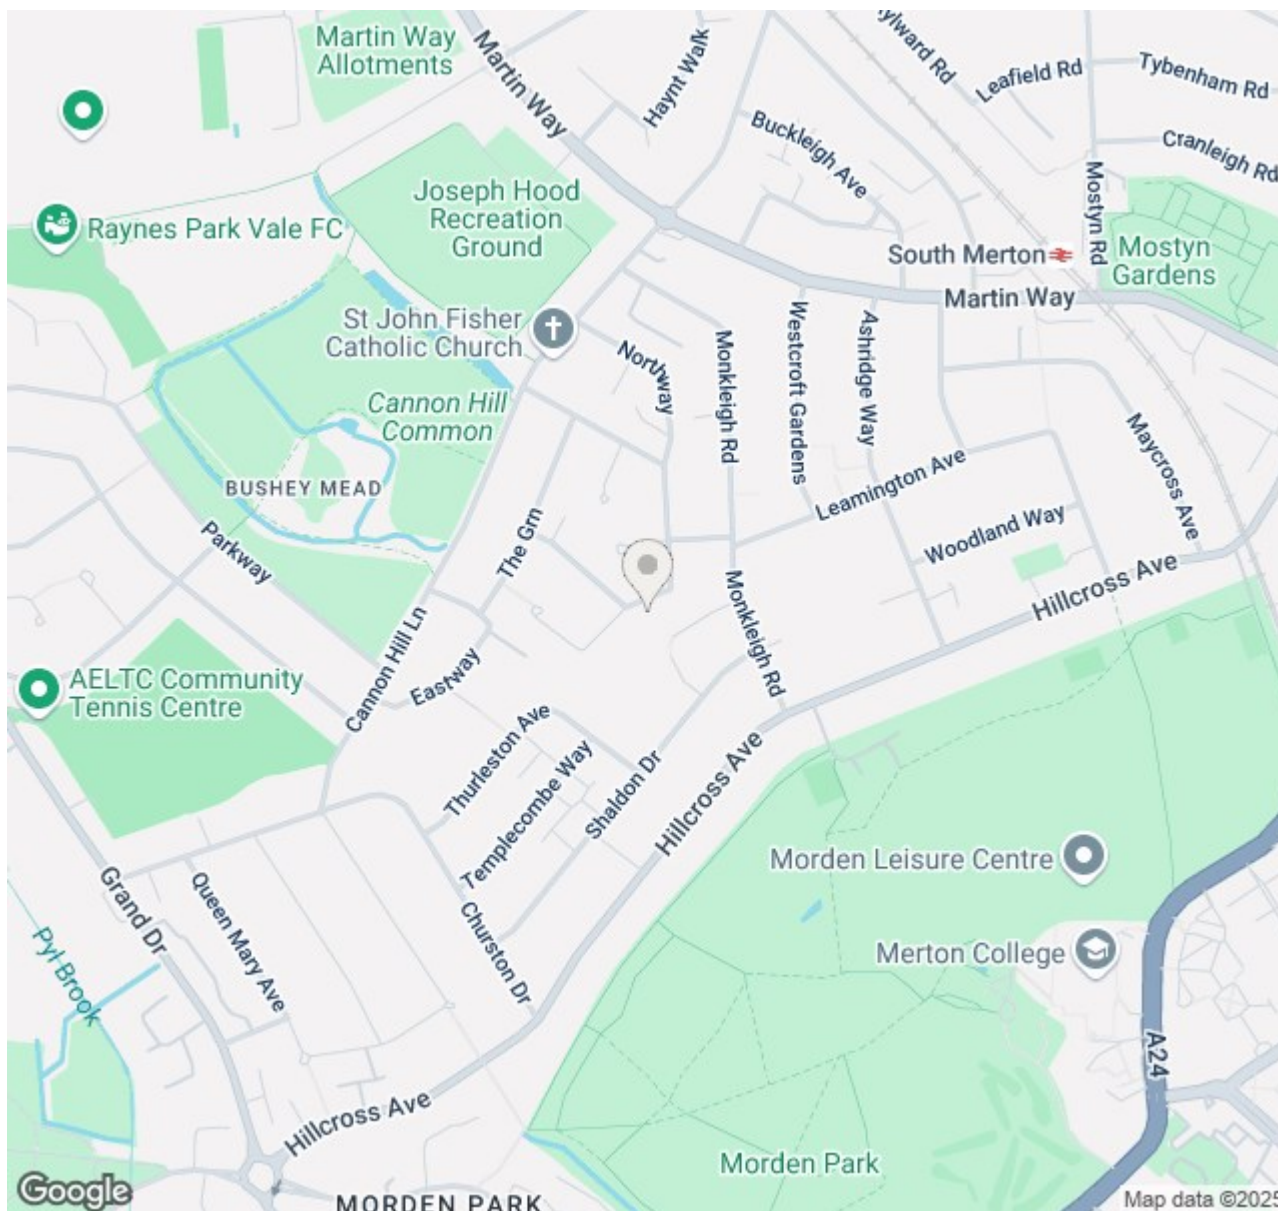 Martin Way
Allotments
Martin Way
Haynt Walk
ylward Rd
Leafield Rd
Tybenham Rd
Buckleigh Ave
Cranleigh Rd
Mostyn Rd
Joseph Hood
Recreation
Ground
Raynes Park Vale FC
South Merton
Mostyn
Gardens
Martin Way
St John Fisher
Catholic Church
Northway
Monkleigh Rd
Westcroft Gardens
Ashridge Way
Cannon Hill
Common
Maycross Ave
BUSHEY MEAD
Leamington Ave
The Grn
Woodland Way
Parkway
Hillcross Ave
Monkleigh Rd
Cannon Hill Ln
Eastway
AELTC Community
Tennis Centre
Thurleston Ave
Templecombe Way
Shaldon Dr
Hillcross Ave
Morden Leisure Centre
Grand Dr
Queen Mary Ave
Churston Dr
Pyl Brook
Merton College
A24
Hillcross Ave
Morden Park
MORDEN PARK
Google
Map data ©2025